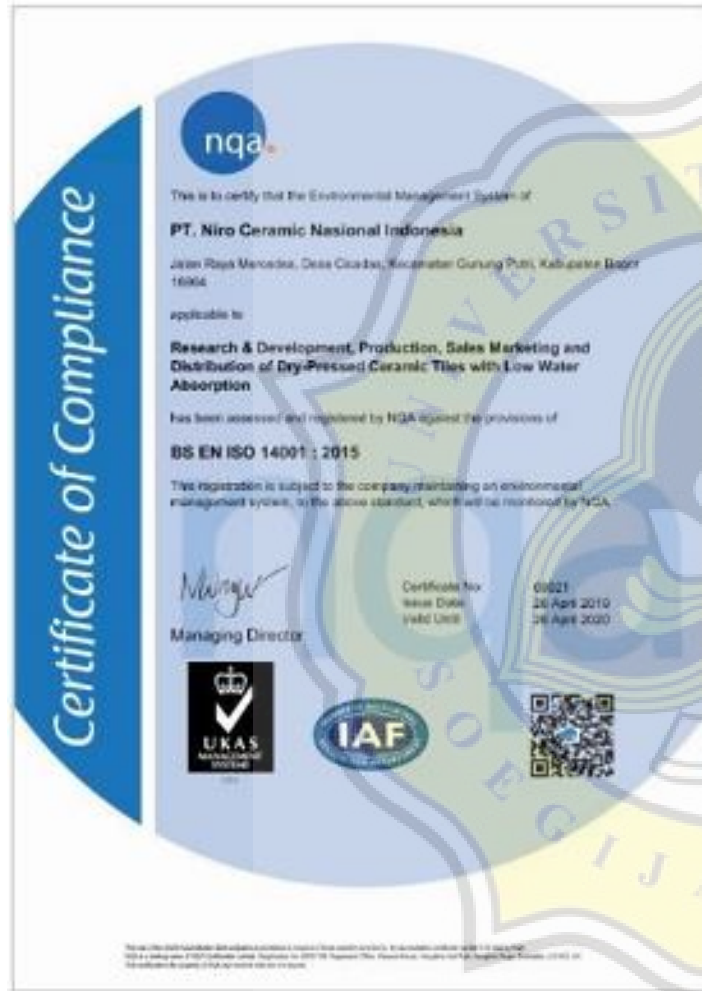 nqa.
Certificate of Compliance
This is to certify that the Environmental Management System of
PT. Niro Ceramic Nasional Indonesia
Jalan Raya Mercedes, Desa Cicadas, Kecamatan Gunung Putri, Kabupaten Bogor
16964
applicable to
Research & Development, Production, Sales Marketing and
Distribution of Dry-Pressed Ceramic Tiles with Low Water
Absorption
has been assessed and registered by NQA against the provisions of
BS EN ISO 14001 : 2015
This registration is subject to the company maintaining an environmental
management system, to the above standard, which will be monitored by NQA
Managing Director
Certificate No
Issue Date 26 April 2019
Valid Until 26 April 2020
UKAS
MANAGEMENT
SYSTEMS
IAF
nqa
UNIVERSIT
SOEGIJ